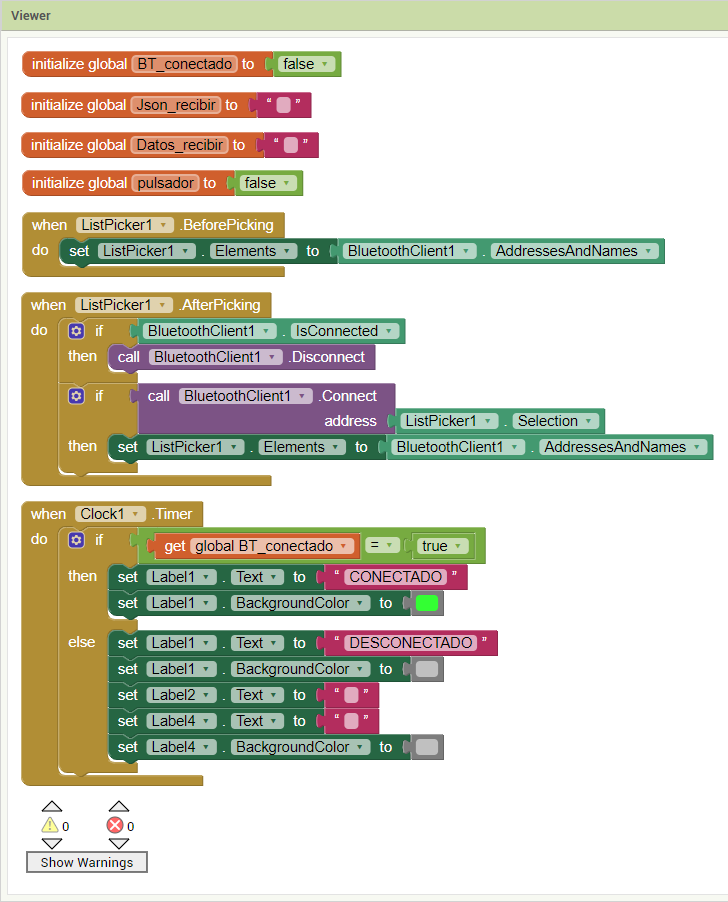 Viewer
initialize global BT_conectado to false
initialize global Json_recibir to “ ”
initialize global Datos_recibir to “ ”
initialize global pulsador to false
when ListPicker1 .BeforePicking
do set ListPicker1 . Elements to BluetoothClient1 . AddressesAndNames
when ListPicker1 .AfterPicking
do if BluetoothClient1 . IsConnected
then call BluetoothClient1 .Disconnect
if call BluetoothClient1 .Connect
address ListPicker1 . Selection
then set ListPicker1 . Elements to BluetoothClient1 . AddressesAndNames
when Clock1 .Timer
do if get global BT_conectado = true
then set Label1 . Text to “ CONECTADO ”
set Label1 . BackgroundColor to
else set Label1 . Text to “ DESCONECTADO ”
set Label1 . BackgroundColor to
set Label2 . Text to “ ”
set Label4 . Text to “ ”
set Label4 . BackgroundColor to
0 0
Show Warnings